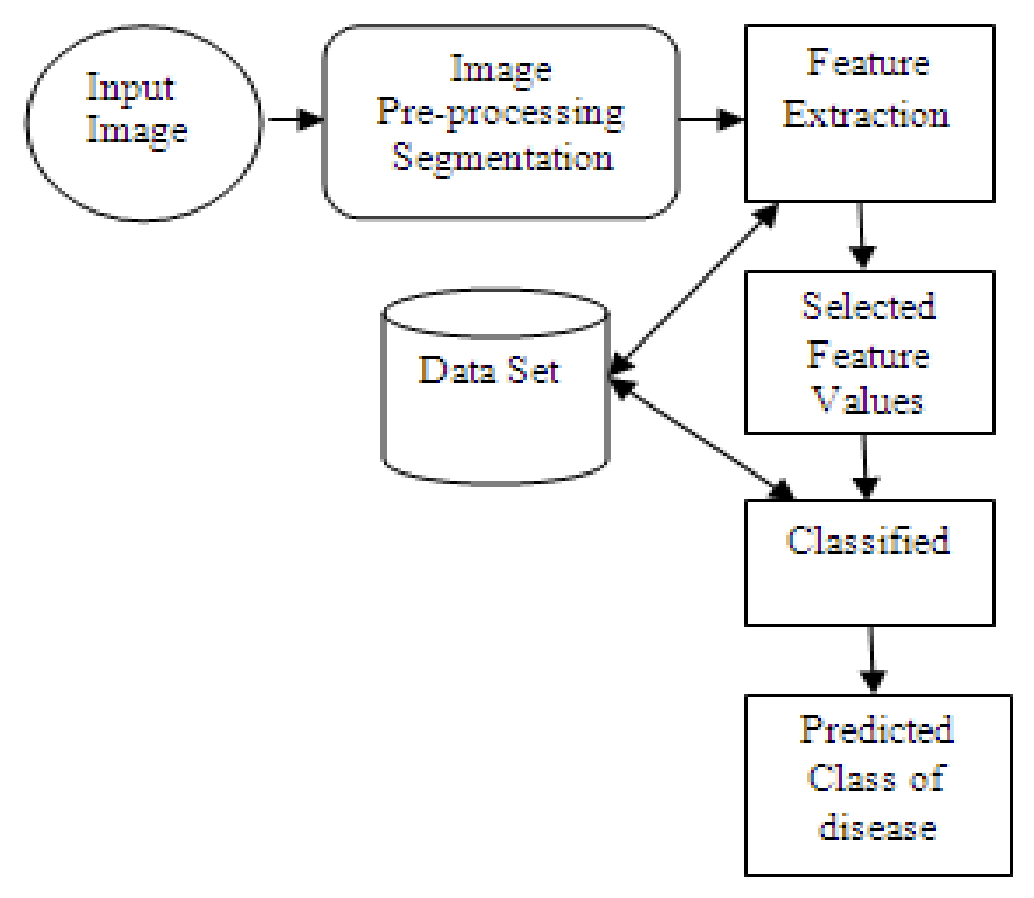 Input
Image
Image
Pre-processing
Segmentation
Feature
Extraction
Data Set
Selected
Feature
Values
Classified
Predicted
Class of
disease